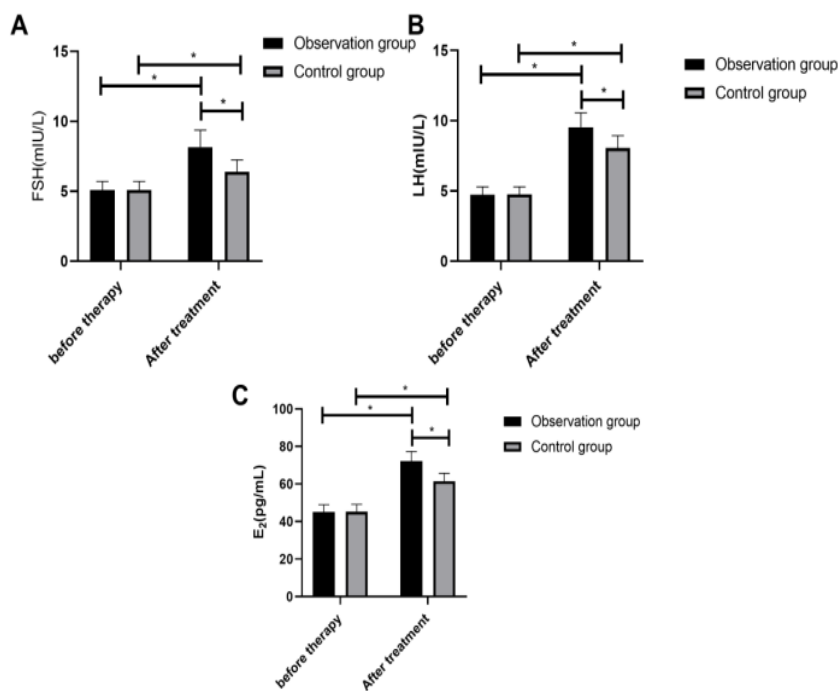 A
FSH(mIU/L)
15
10
5
0
*
*
*
Observation group
Control group
before therapy
After treatment
B
LH(mIU/L)
15
10
5
0
*
*
*
Observation group
Control group
before therapy
After treatment
C
E₂(pg/mL)
100
80
60
40
20
0
*
*
*
Observation group
Control group
before therapy
After treatment